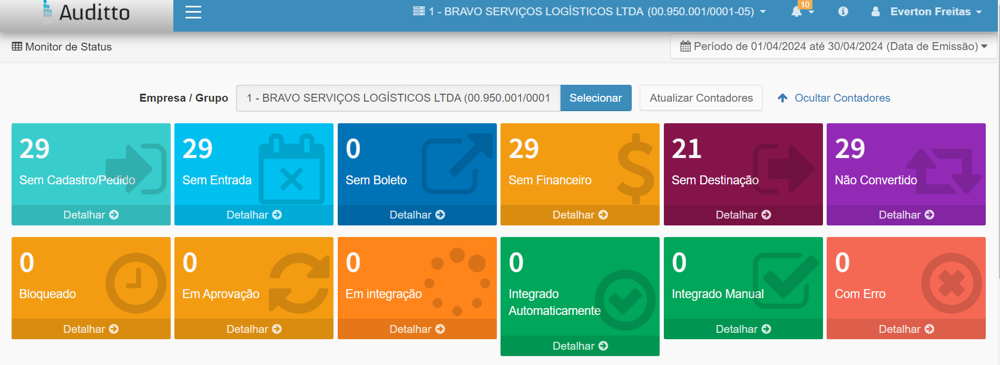 Auditto
1 - BRAVO SERVIÇOS LOGÍSTICOS LTDA (00.950.001/0001-05)
10
Everton Freitas
Monitor de Status
Período de 01/04/2024 até 30/04/2024 (Data de Emissão)
Empresa / Grupo
1 - BRAVO SERVIÇOS LOGÍSTICOS LTDA (00.950.001/0001
Selecionar
Atualizar Contadores
Ocultar Contadores
29
Sem Cadastro/Pedido
Detalhar
29
Sem Entrada
Detalhar
0
Sem Boleto
Detalhar
29
Sem Financeiro
Detalhar
21
Sem Destinação
Detalhar
29
Não Convertido
Detalhar
0
Bloqueado
Detalhar
0
Em Aprovação
Detalhar
0
Em integração
Detalhar
0
Integrado
Automaticamente
Detalhar
0
Integrado Manual
Detalhar
0
Com Erro
Detalhar